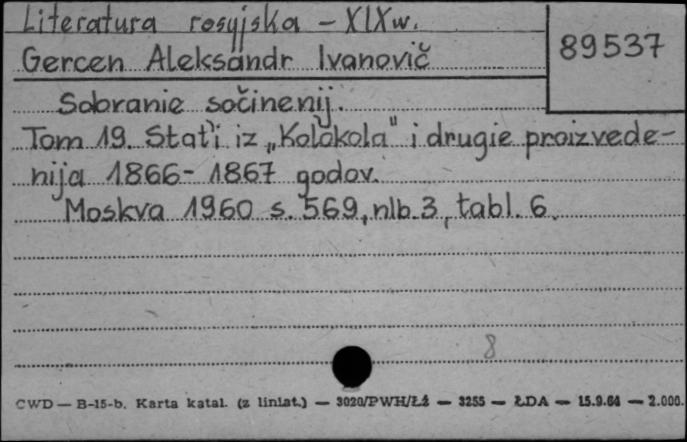 Literatura rosyjska - XIX w.
89537
Gercen Aleksandr Ivanovič
Sobranie sočinenij.
Tom 19. Stat'i iz „Kolokola" i drugie proizvede-
nija 1866-1867 godov.
Moskva 1960 s. 569, nlb. 3, tabl. 6.
8
CWD — B-15-b. Karta katal. (z liniat.) — 3020/PWH/Łź — 3255 — ŁDA — 15.9.64 — 2.000.